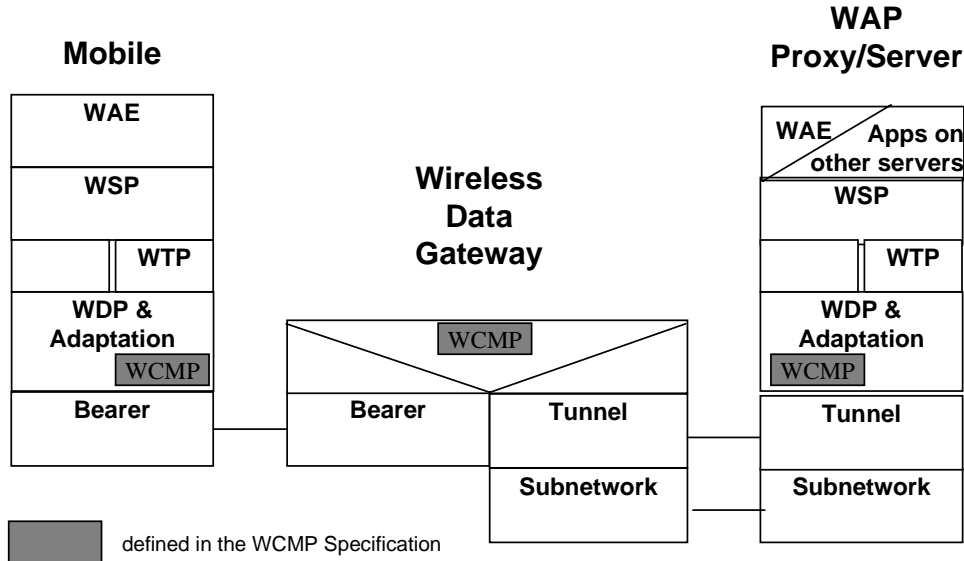 Mobile
WAE
WSP
WTP
WDP &
Adaptation
WCMP
Bearer
Wireless
Data
Gateway
WCMP
Bearer
Tunnel
Subnetwork
WAP
Proxy/Server
WAE
Apps on
other servers
WSP
WTP
WDP &
Adaptation
WCMP
Tunnel
Subnetwork
defined in the WCMP Specification